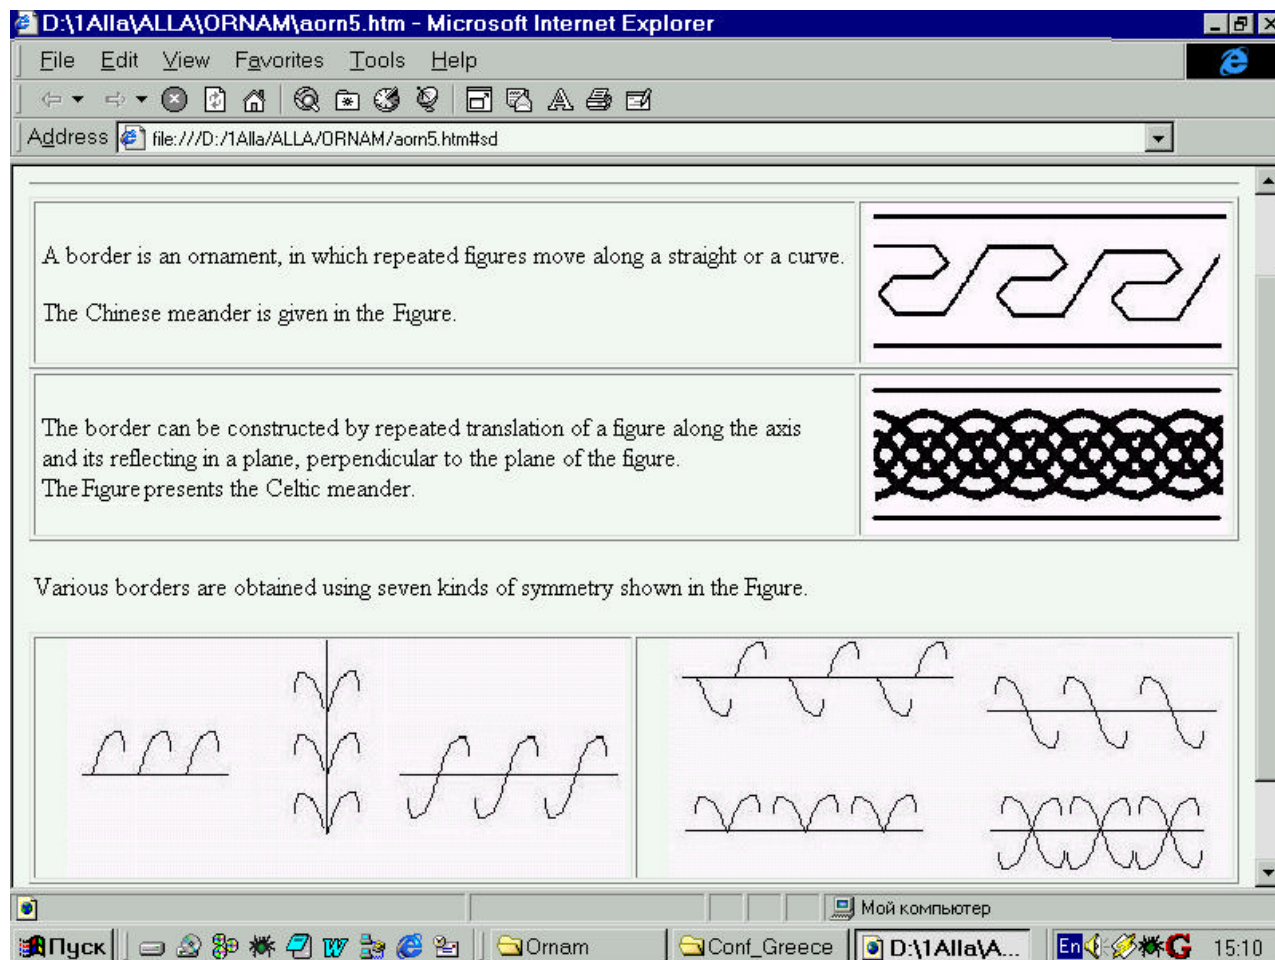 D:\1Alla\ALLA\ORNAM\aorn5.htm - Microsoft Internet Explorer
File Edit View Favorites Tools Help
Address file:///D:/1Alla/ALLA/ORNAM/aorn5.htm#sd
A border is an ornament, in which repeated figures move along a straight or a curve.
The Chinese meander is given in the Figure.
The border can be constructed by repeated translation of a figure along the axis
and its reflecting in a plane, perpendicular to the plane of the figure.
The Figure presents the Celtic meander.
Various borders are obtained using seven kinds of symmetry shown in the Figure.
Мой компьютер
Пуск Ornam Conf_Greece D:\1Alla\A... En 15:10